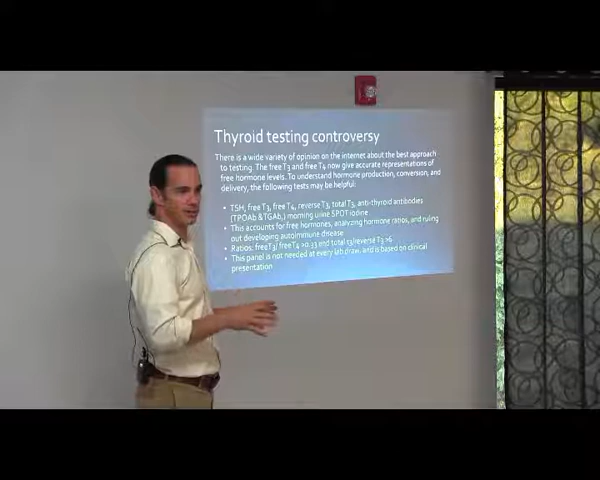 Thyroid testing controversy
There is a wide variety of opinion on the internet about the best approach
to testing. The free T3 and free T4 now give accurate representations of
free hormone levels. To understand hormone production, conversion, and
delivery, the following tests may be helpful:
• TSH, free T3, free T4, reverse T3, total T3, anti-thyroid antibodies
(TPOAb & TGAb,) morning urine SPOT iodine
• This accounts for free hormones, analyzing hormone ratios, and ruling
out developing autoimmune disease
• Ratios: freeT3/ freeT4 >0.33 and total t3/reverse T3 >6
• This panel is not needed at every lab draw, and is based on clinical
presentation